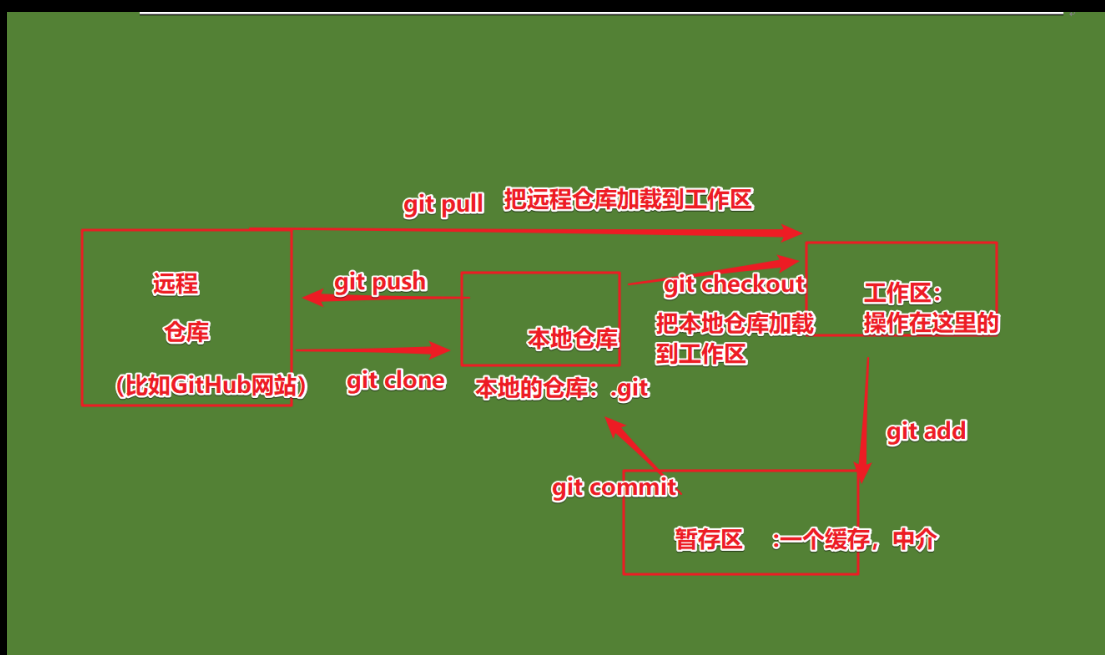 git pull 把远程仓库加载到工作区
远程
仓库
（比如GitHub网站）
git push
git clone
本地仓库
本地的仓库：.git
git checkout
把本地仓库加载
到工作区
工作区：
操作在这里的
git add
git commit
暂存区 :一个缓存，中介